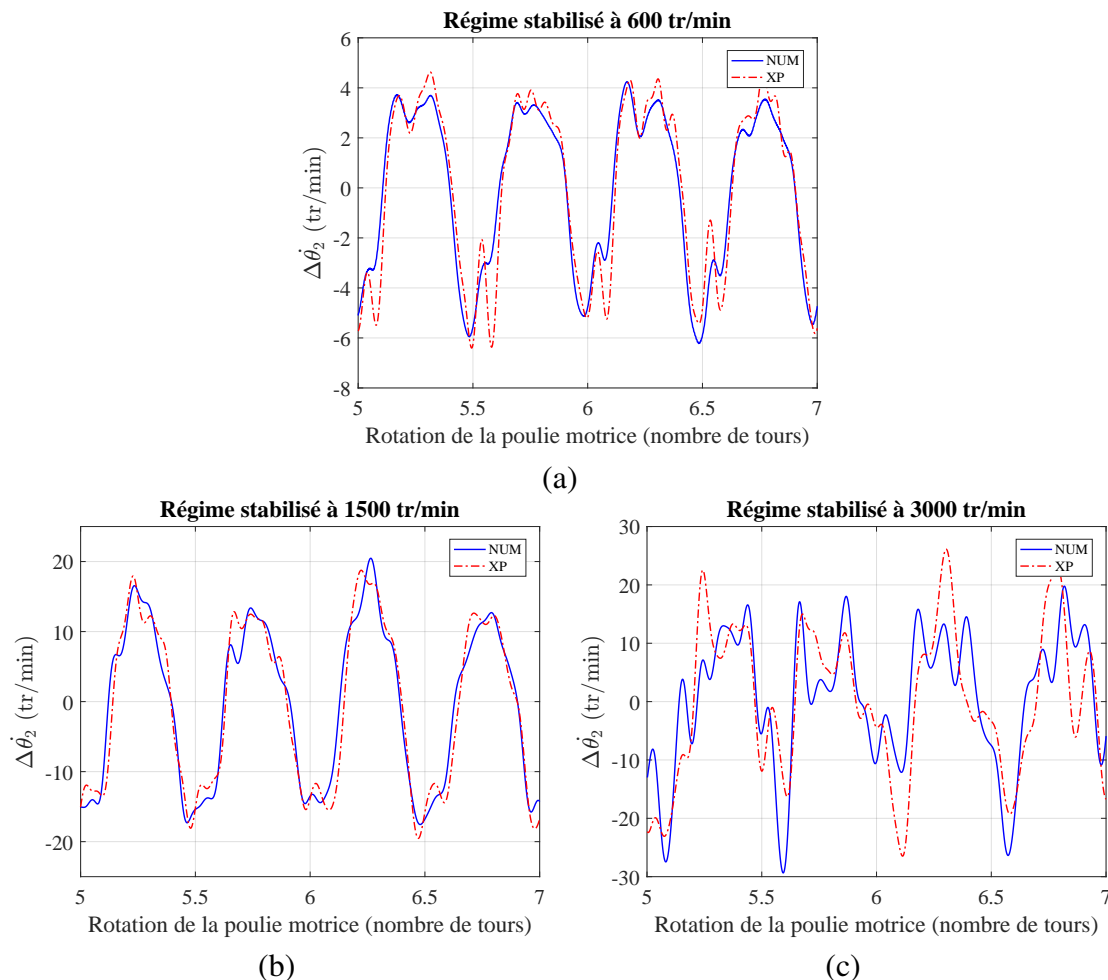 Régime stabilisé à 600 tr/min
6
4
2
0
-2
-4
-6
-8
NUM
XP
Δθ̇₂ (tr/min)
5
5.5
6
6.5
7
Rotation de la poulie motrice (nombre de tours)
(a)
Régime stabilisé à 1500 tr/min
20
10
0
-10
-20
NUM
XP
Δθ̇₂ (tr/min)
5
5.5
6
6.5
7
Rotation de la poulie motrice (nombre de tours)
(b)
Régime stabilisé à 3000 tr/min
30
20
10
0
-10
-20
-30
NUM
XP
Δθ̇₂ (tr/min)
5
5.5
6
6.5
7
Rotation de la poulie motrice (nombre de tours)
(c)